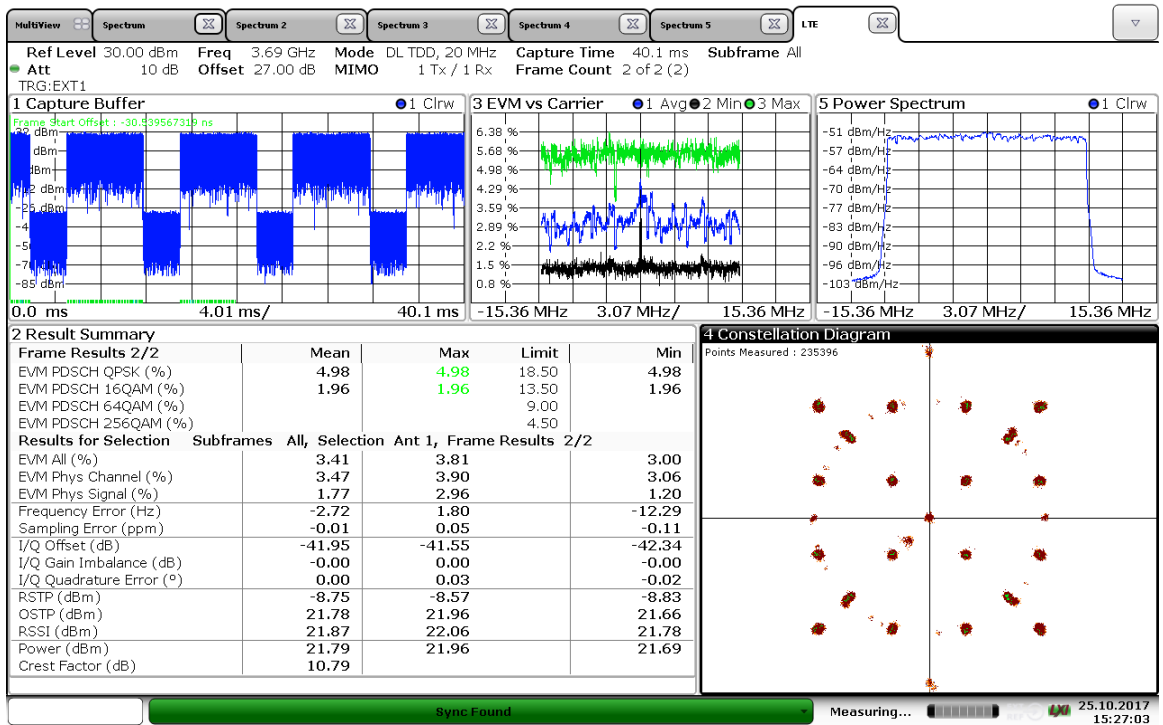 MultiView Spectrum Spectrum 2 Spectrum 3 Spectrum 4 Spectrum 5 LTE
Ref Level 30.00 dBm Freq 3.69 GHz Mode DL TDD, 20 MHz Capture Time 40.1 ms Subframe All
Att 10 dB Offset 27.00 dB MIMO 1 Tx / 1 Rx Frame Count 2 of 2 (2)
TRG:EXT1
1 Capture Buffer 1 Clrw
Frame Start Offset : -30.539567319 ns
dBm
dBm
dBm
-85 dBm
0.0 ms 4.01 ms/ 40.1 ms
3 EVM vs Carrier 1 Avg 2 Min 3 Max
6.38 %
5.68 %
4.98 %
4.29 %
3.59 %
2.89 %
2.2 %
1.5 %
0.8 %
-15.36 MHz 3.07 MHz/ 15.36 MHz
5 Power Spectrum 1 Clrw
-51 dBm/Hz
-57 dBm/Hz
-64 dBm/Hz
-70 dBm/Hz
-77 dBm/Hz
-83 dBm/Hz
-90 dBm/Hz
-96 dBm/Hz
-103 dBm/Hz
-15.36 MHz 3.07 MHz/ 15.36 MHz
2 Result Summary
Frame Results 2/2 Mean Max Limit Min
EVM PDSCH QPSK (%) 4.98 4.98 18.50 4.98
EVM PDSCH 16QAM (%) 1.96 1.96 13.50 1.96
EVM PDSCH 64QAM (%) 9.00
EVM PDSCH 256QAM (%) 4.50
Results for Selection Subframes All, Selection Ant 1, Frame Results 2/2
EVM All (%) 3.41 3.81 3.00
EVM Phys Channel (%) 3.47 3.90 3.06
EVM Phys Signal (%) 1.77 2.96 1.20
Frequency Error (Hz) -2.72 1.80 -12.29
Sampling Error (ppm) -0.01 0.05 -0.11
I/Q Offset (dB) -41.95 -41.55 -42.34
I/Q Gain Imbalance (dB) -0.00 0.00 -0.00
I/Q Quadrature Error (°) 0.00 0.03 -0.02
RSTP (dBm) -8.75 -8.57 -8.83
OSTP (dBm) 21.78 21.96 21.66
RSSI (dBm) 21.87 22.06 21.78
Power (dBm) 21.79 21.96 21.69
Crest Factor (dB) 10.79
4 Constellation Diagram
Points Measured : 235396
Sync Found
Measuring...
REF
LXI
25.10.2017
15:27:03